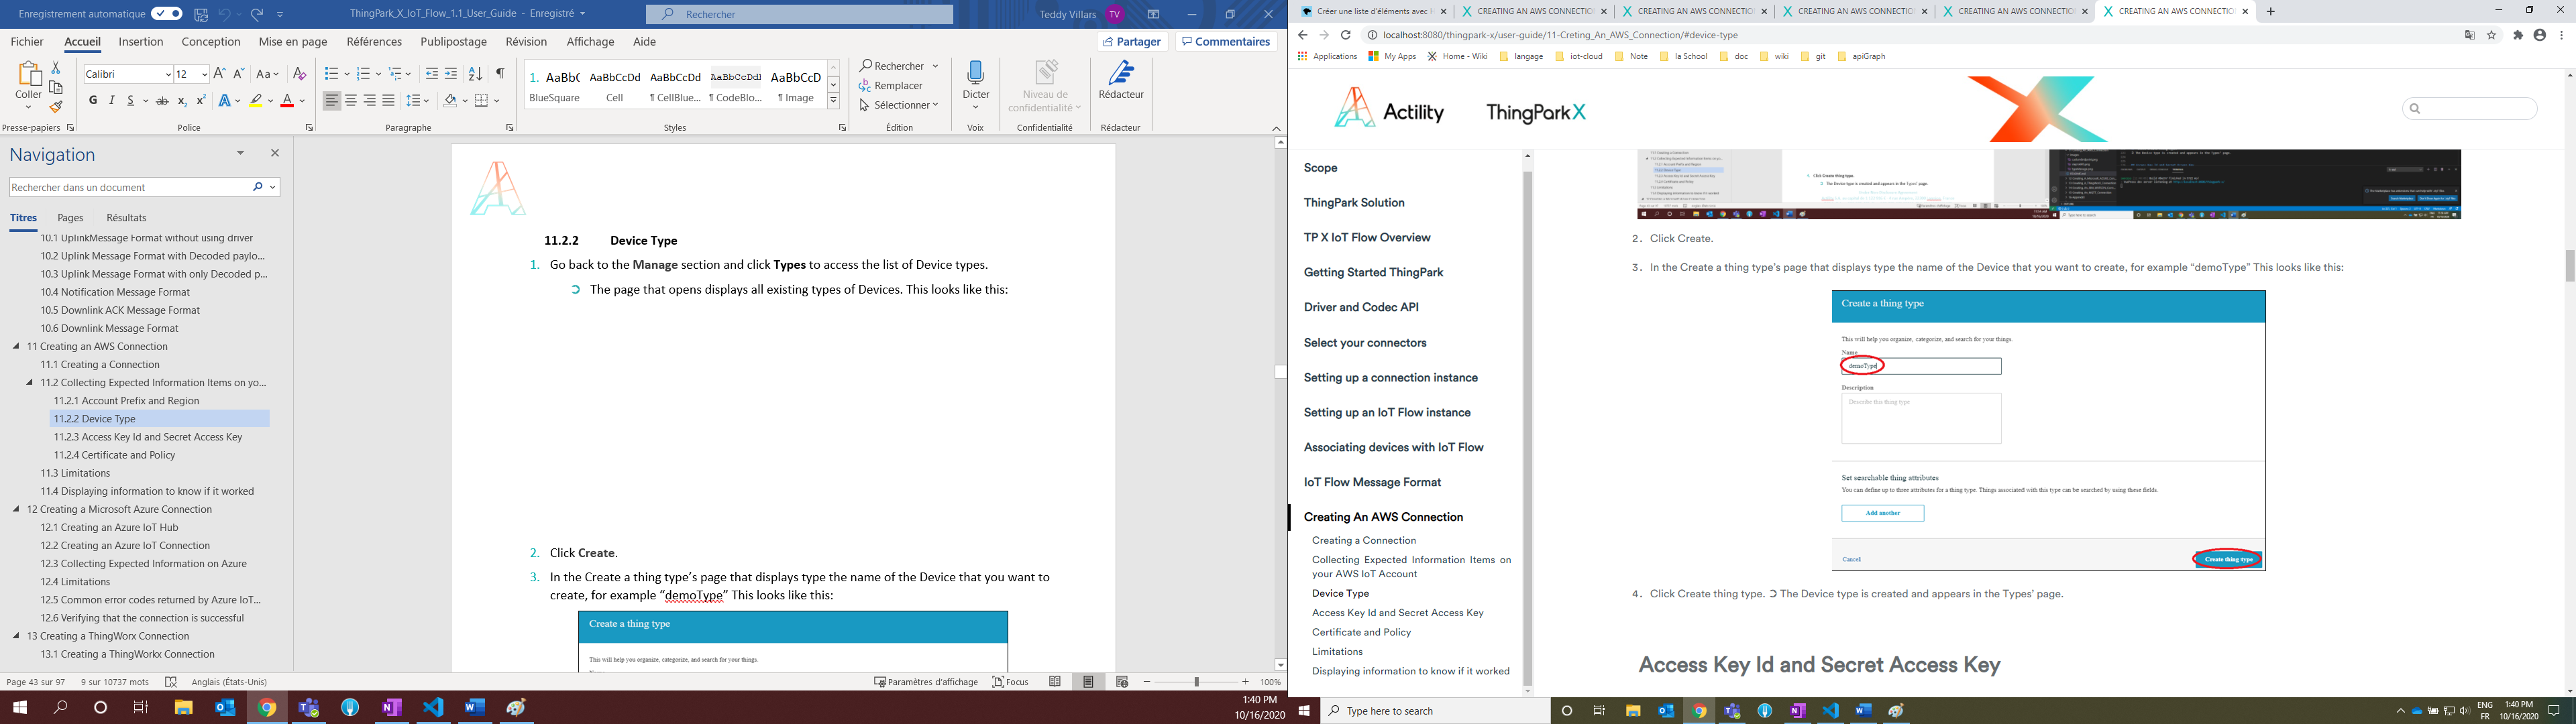 Enregistrement automatique
ThingPark_X_IoT_Flow_1.1_User_Guide - Enregistré
Rechercher
Teddy Villars
TV
Fichier Accueil Insertion Conception Mise en page Références Publipostage Révision Affichage Aide
Partager
Commentaires
Coller
Presse-papiers
Calibri
12
G I S ab x₂ x²
Police
Paragraphe
1. AaBbC AaBbCcDd AaBbCcDd AaBbCcDd AaBbCcD
BlueSquare Cell ¶ CellBlue... ¶ CodeBlo... ¶ Image
Styles
Rechercher
Remplacer
Sélectionner
Édition
Dicter
Voix
Niveau de
confidentialité
Confidentialité
Rédacteur
Rédacteur
Navigation
Rechercher dans un document
Titres Pages Résultats
10.1 UplinkMessage Format without using driver
10.2 Uplink Message Format with Decoded paylo...
10.3 Uplink Message Format with only Decoded p...
10.4 Notification Message Format
10.5 Downlink ACK Message Format
10.6 Downlink Message Format
11 Creating an AWS Connection
11.1 Creating a Connection
11.2 Collecting Expected Information Items on yo...
11.2.1 Account Prefix and Region
11.2.2 Device Type
11.2.3 Access Key Id and Secret Access Key
11.2.4 Certificate and Policy
11.3 Limitations
11.4 Displaying information to know if it worked
12 Creating a Microsoft Azure Connection
12.1 Creating an Azure IoT Hub
12.2 Creating an Azure IoT Connection
12.3 Collecting Expected Information on Azure
12.4 Limitations
12.5 Common error codes returned by Azure IoT...
12.6 Verifying that the connection is successful
13 Creating a ThingWorx Connection
13.1 Creating a ThingWorkx Connection
11.2.2 Device Type
1. Go back to the Manage section and click Types to access the list of Device types.
The page that opens displays all existing types of Devices. This looks like this:
2. Click Create.
3. In the Create a thing type’s page that displays type the name of the Device that you want to
create, for example “demoType” This looks like this:
Create a thing type
This will help you organize, categorize, and search for your things.
Page 43 sur 97 9 sur 10737 mots Anglais (États-Unis)
Paramètres d'affichage Focus 100%
1:40 PM
10/16/2020
Créer une liste d'éléments avec H
CREATING AN AWS CONNECTION
CREATING AN AWS CONNECTION
CREATING AN AWS CONNECTION
CREATING AN AWS CONNECTION
CREATING AN AWS CONNECTION
localhost:8080/thingpark-x/user-guide/11-Creting_An_AWS_Connection/#device-type
Applications My Apps Home - Wiki langage iot-cloud Note la School doc wiki git apiGraph
Actility
ThingPark X
Scope
ThingPark Solution
TP X IoT Flow Overview
Getting Started ThingPark
Driver and Codec API
Select your connectors
Setting up a connection instance
Setting up an IoT Flow instance
Associating devices with IoT Flow
IoT Flow Message Format
Creating An AWS Connection
Creating a Connection
Collecting Expected Information Items on
your AWS IoT Account
Device Type
Access Key Id and Secret Access Key
Certificate and Policy
Limitations
Displaying information to know if it worked
2. Click Create.
3. In the Create a thing type’s page that displays type the name of the Device that you want to create, for example “demoType” This looks like this:
Create a thing type
This will help you organize, categorize, and search for your things.
Name
demoType
Description
Describe this thing type
Set searchable thing attributes
You can define up to three attributes for a thing type. Things associated with this type can be searched by using these fields.
Add another
Cancel
Create thing type
4. Click Create thing type. Ͻ The Device type is created and appears in the Types’ page.
Access Key Id and Secret Access Key
Type here to search
ENG
FR
1:40 PM
10/16/2020